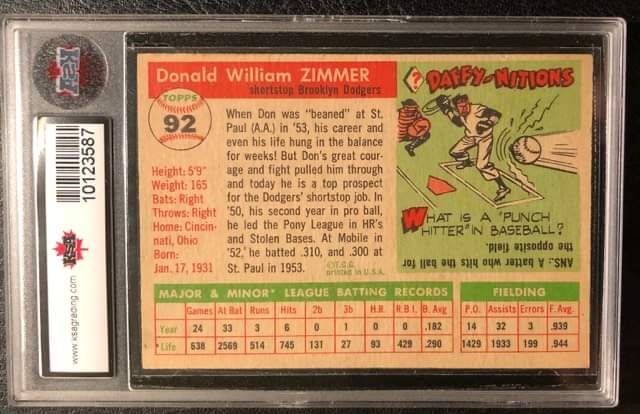 KSA
10123587
KSA
www.ksagrading.com
Donald William ZIMMER
shortstop Brooklyn Dodgers
TOPPS
92
Height: 5'9"
Weight: 165
Bats: Right
Throws: Right
Home: Cincin-
nati, Ohio
Born:
Jan. 17, 1931
When Don was "beaned" at St.
Paul (A.A.) in '53, his career and
even his life hung in the balance
for weeks! But Don's great cour-
age and fight pulled him through
and today he is a top prospect
for the Dodgers' shortstop job. In
'50, his second year in pro ball,
he led the Pony League in HR's
and Stolen Bases. At Mobile in
'52,' he batted .310, and .300 at
St. Paul in 1953.
©T.C.G.
printed in U.S.A.
? DAFFY-NITIONS
WHAT IS A "PUNCH
HITTER" IN BASEBALL?
ANS.: A batter who hits the ball for
the opposite field.
MAJOR & MINOR* LEAGUE BATTING RECORDS FIELDING
Games At Bat Runs Hits 2b 3b H.R. R.B.I. B. Avg P.O. Assists Errors F. Avg.
Year 24 33 3 6 0 1 0 0 .182 14 32 3 .939
*Life 638 2569 514 745 131 27 93 429 .290 1429 1933 199 .944